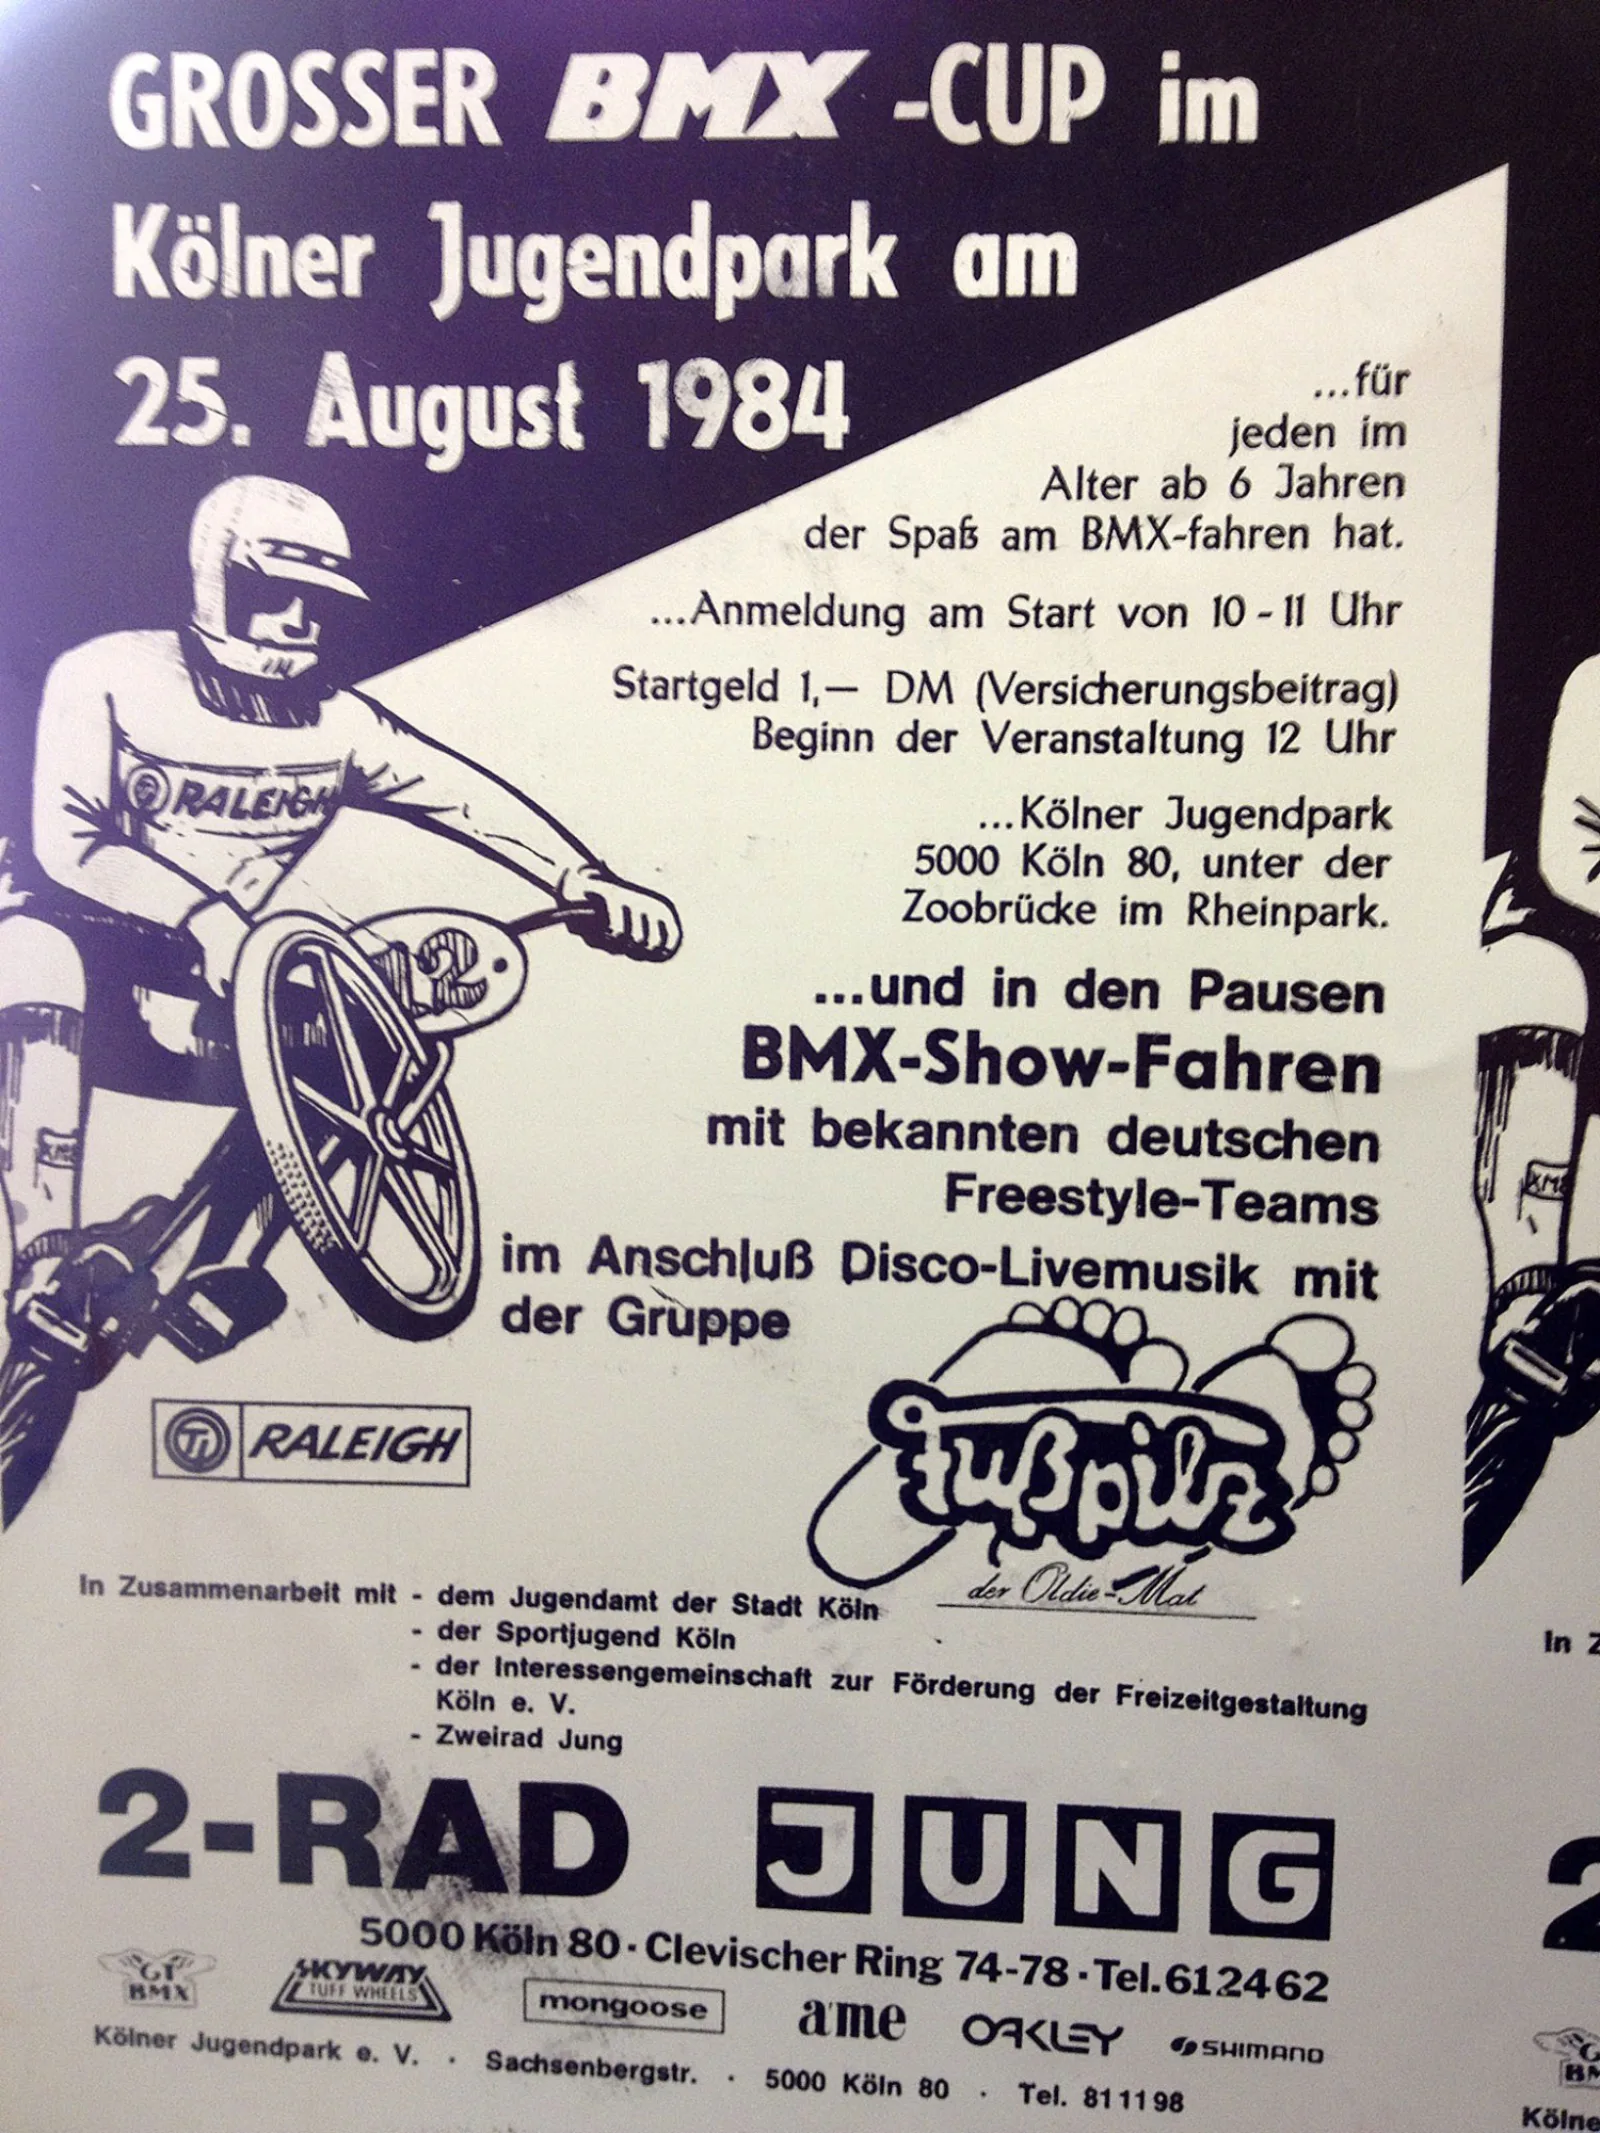 GROSSER BMX -CUP im
Kölner Jugendpark am
25. August 1984
...für
jeden im
Alter ab 6 Jahren
der Spaß am BMX-fahren hat.
...Anmeldung am Start von 10 - 11 Uhr
Startgeld 1,— DM (Versicherungsbeitrag)
Beginn der Veranstaltung 12 Uhr
RALEIGH
...Kölner Jugendpark
5000 Köln 80, unter der
Zoobrücke im Rheinpark.
12
...und in den Pausen
BMX-Show-Fahren
mit bekannten deutschen
Freestyle-Teams
im Anschluß Disco-Livemusik mit
der Gruppe
RALEIGH
Fußpilz
der Oldie-Mat
In Zusammenarbeit mit - dem Jugendamt der Stadt Köln
- der Sportjugend Köln
- der Interessengemeinschaft zur Förderung der Freizeitgestaltung
Köln e. V.
- Zweirad Jung
In Z
2-RAD JUNG
2
5000 Köln 80 · Clevischer Ring 74-78 · Tel. 612462
GT BMX
SKYWAY TUFF WHEELS
mongoose
ame
OAKLEY
SHIMANO
Kölner Jugendpark e. V. · Sachsenbergstr. · 5000 Köln 80 · Tel. 811198
Kölne